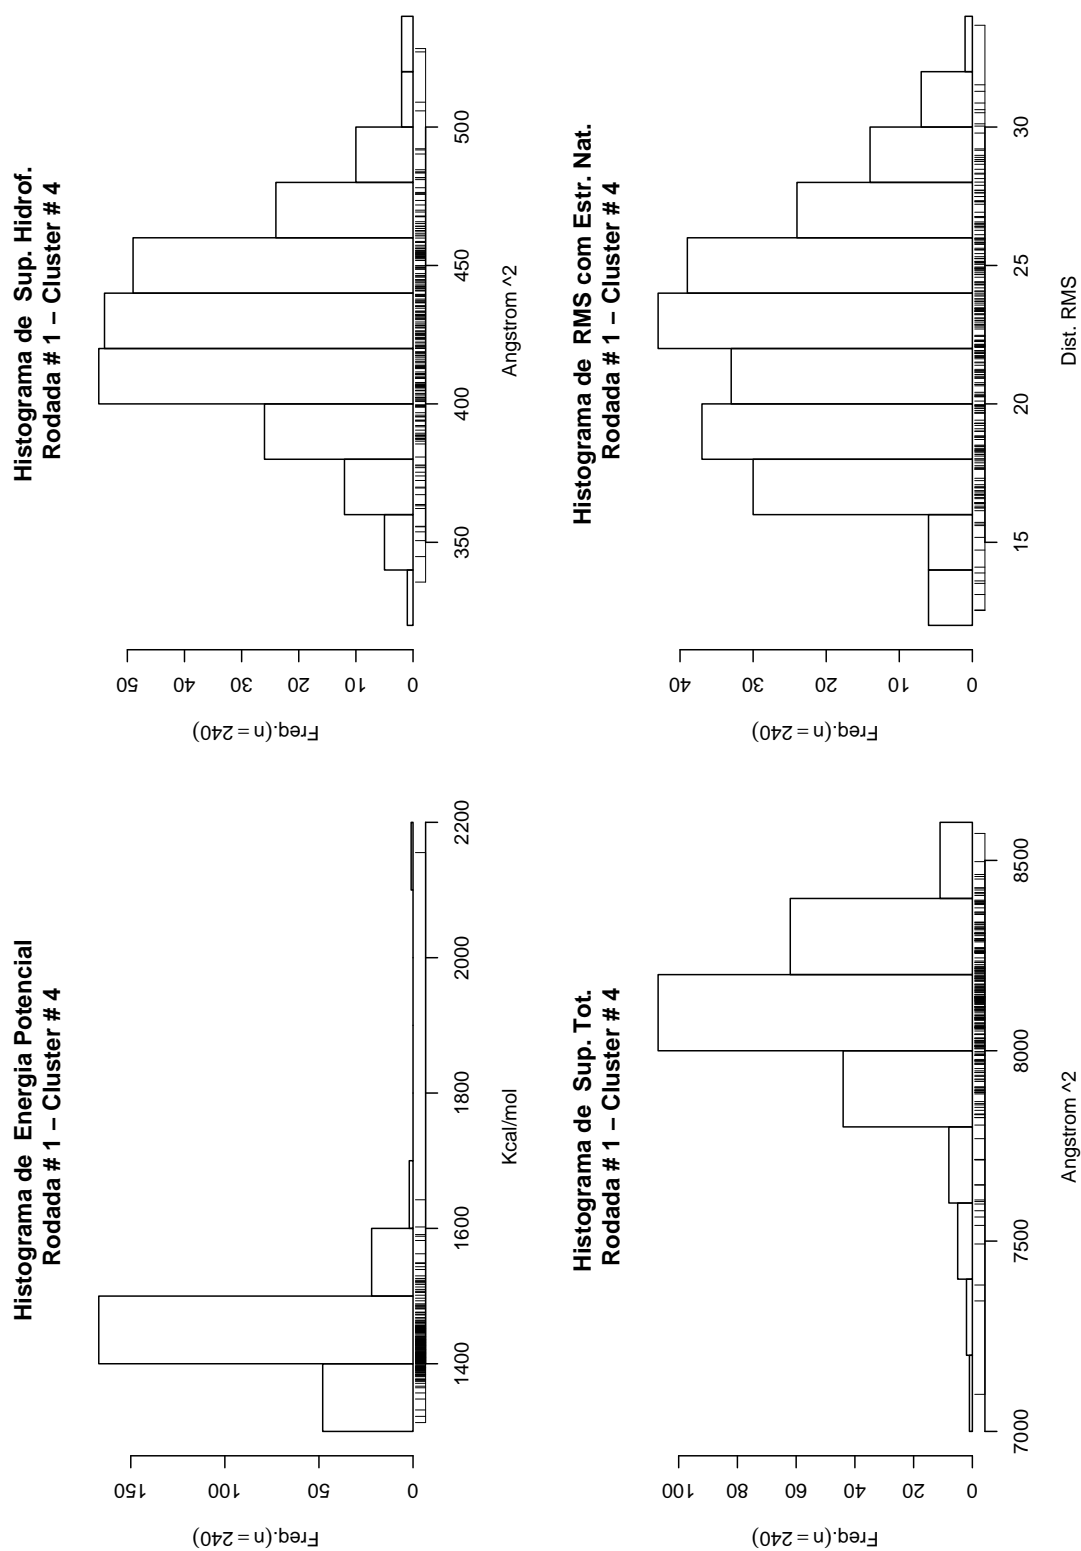 Histograma de Energia Potencial
Rodada # 1 – Cluster # 4
Freq.(n = 240)
0 50 100 150
1400 1600 1800 2000 2200
Kcal/mol
Histograma de Sup. Hidrof.
Rodada # 1 – Cluster # 4
Freq.(n = 240)
0 10 20 30 40 50
350 400 450 500
Angstrom ^2
Histograma de Sup. Tot.
Rodada # 1 – Cluster # 4
Freq.(n = 240)
0 20 40 60 80 100
7000 7500 8000 8500
Angstrom ^2
Histograma de RMS com Estr. Nat.
Rodada # 1 – Cluster # 4
Freq.(n = 240)
0 10 20 30 40
15 20 25 30
Dist. RMS